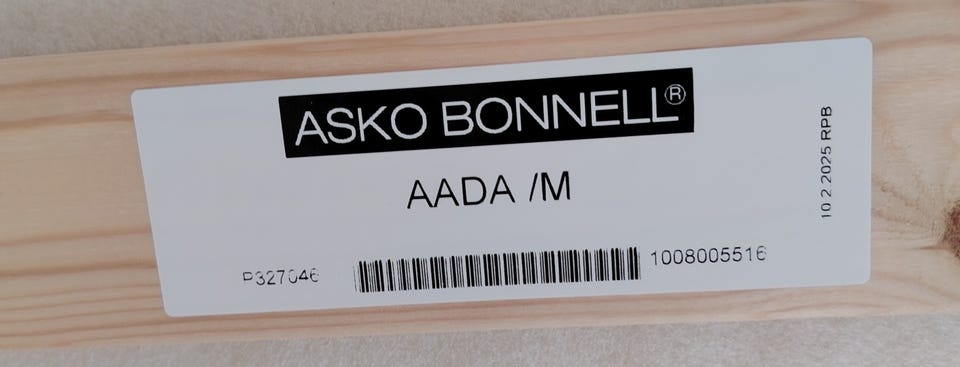 ASKO BONNELL®
AADA /M
P327046
1008005516
10 2 2025 RPB